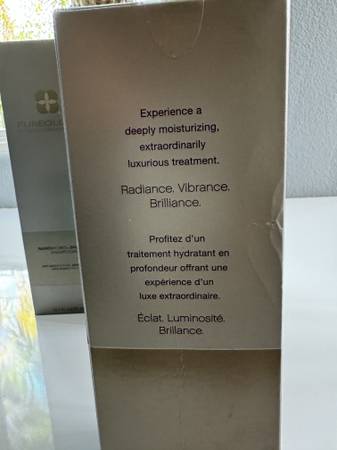 Experience a
deeply moisturizing,
extraordinarily
luxurious treatment.
Radiance. Vibrance.
Brilliance.
Profitez d'un
traitement hydratant en
profondeur offrant une
expérience d'un
luxe extraordinaire.
Éclat. Luminosité.
Brillance.